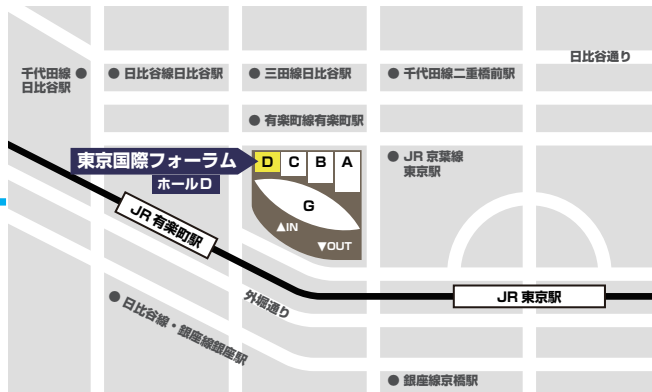 日比谷通り
千代田線
日比谷駅
日比谷線日比谷駅
三田線日比谷駅
千代田線二重橋前駅
有楽町線有楽町駅
東京国際フォーラム
ホールD
D C B A
G
▲IN
▼OUT
JR 京葉線
東京駅
JR 有楽町駅
外堀通り
JR 東京駅
日比谷線・銀座線銀座駅
銀座線京橋駅